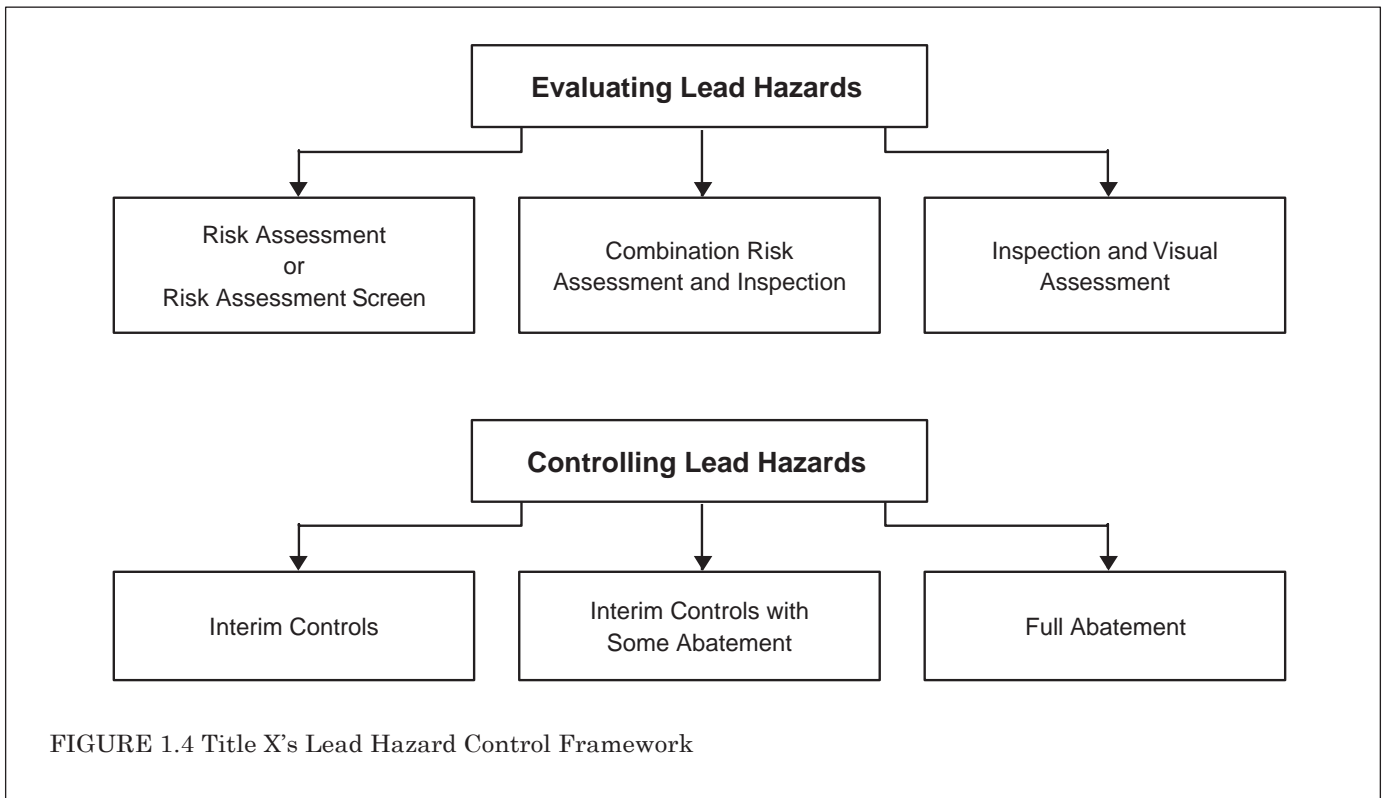 Evaluating Lead Hazards
Risk Assessment
or
Risk Assessment Screen
Combination Risk
Assessment and Inspection
Inspection and Visual
Assessment
Controlling Lead Hazards
Interim Controls
Interim Controls with
Some Abatement
Full Abatement
FIGURE 1.4 Title X’s Lead Hazard Control Framework